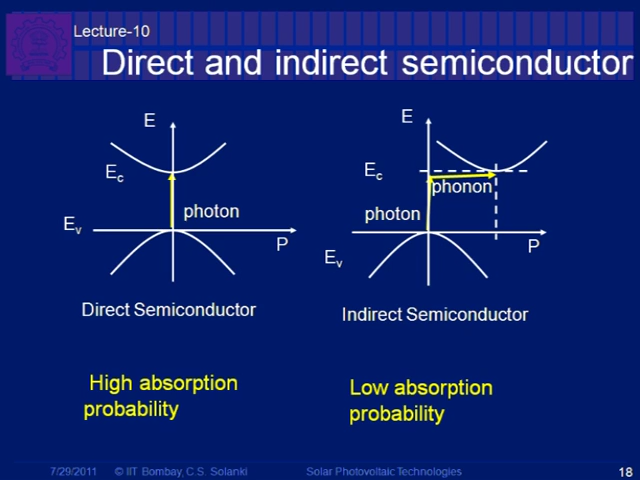 Lecture-10
Direct and indirect semiconductor
E
Ec
photon
Ev
P
Direct Semiconductor
High absorption
probability
E
Ec
phonon
photon
P
Ev
Indirect Semiconductor
Low absorption
probability
7/29/2011 © IIT Bombay, C.S. Solanki Solar Photovoltaic Technologies 18